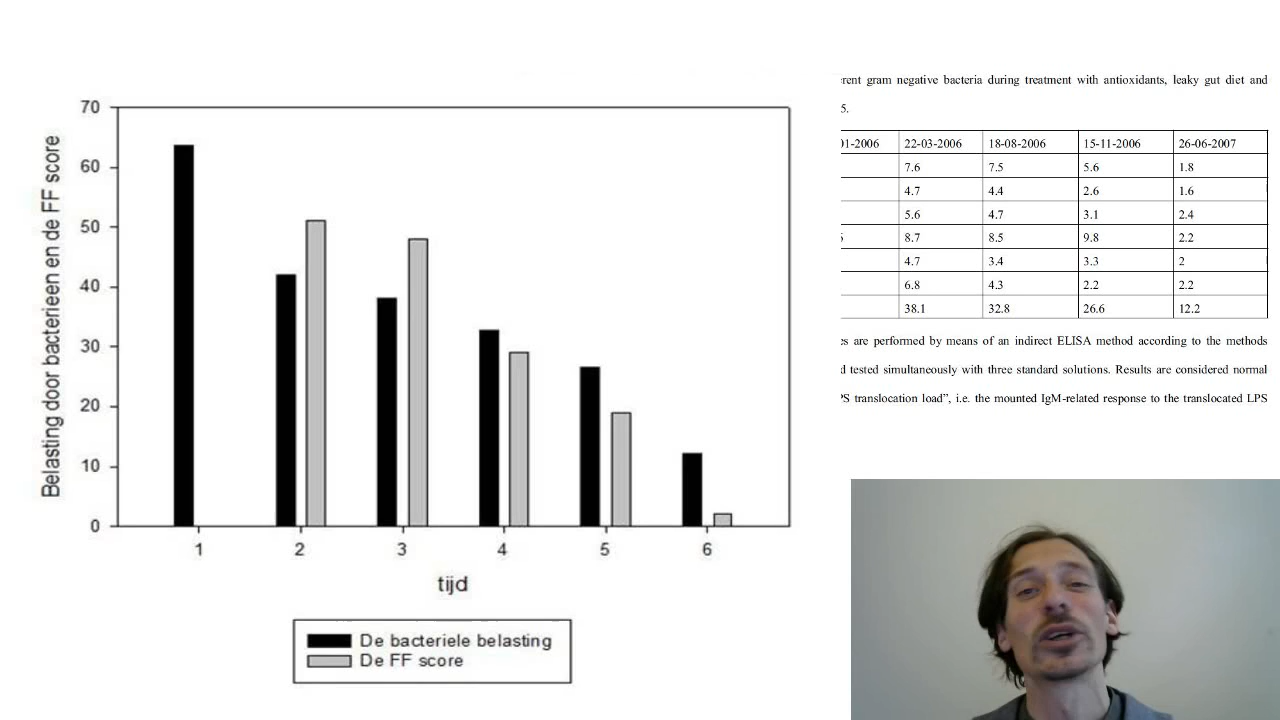 70
60
50
40
30
20
10
0
Belasting door bacterieen en de FF score
1 2 3 4 5 6
tijd
De bacteriele belasting
De FF score
gram negative bacteria during treatment with antioxidants, leaky gut diet and
5.
01-2006 22-03-2006 18-08-2006 15-11-2006 26-06-2007
7.6 7.5 5.6 1.8
4.7 4.4 2.6 1.6
5.6 4.7 3.1 2.4
8.7 8.5 9.8 2.2
4.7 3.4 3.3 2
6.8 4.3 2.2 2.2
38.1 32.8 26.6 12.2
are performed by means of an indirect ELISA method according to the methods
tested simultaneously with three standard solutions. Results are considered normal
translocation load”, i.e. the mounted IgM-related response to the translocated LPS